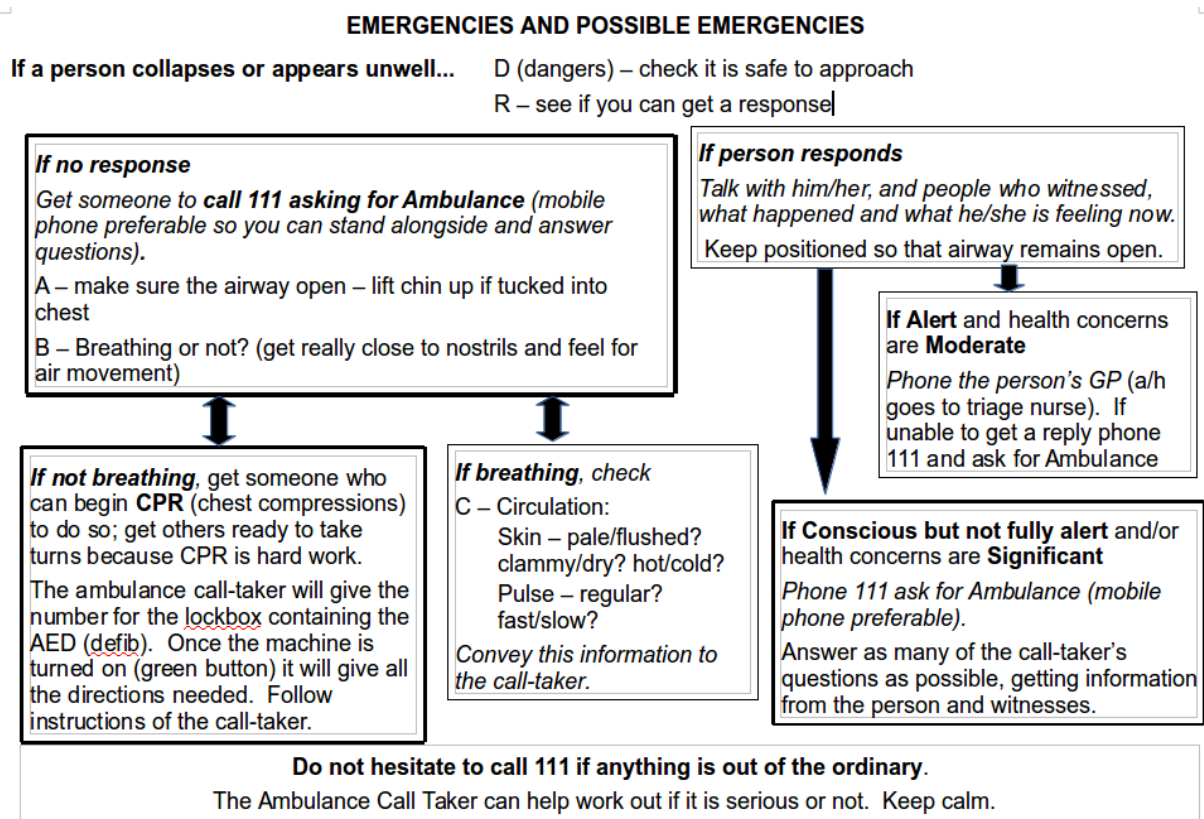 EMERGENCIES AND POSSIBLE EMERGENCIES
If a person collapses or appears unwell... D (dangers) – check it is safe to approach
R – see if you can get a response
If no response
Get someone to call 111 asking for Ambulance (mobile
phone preferable so you can stand alongside and answer
questions).
A – make sure the airway open – lift chin up if tucked into
chest
B – Breathing or not? (get really close to nostrils and feel for
air movement)
If person responds
Talk with him/her, and people who witnessed,
what happened and what he/she is feeling now.
Keep positioned so that airway remains open.
If Alert and health concerns
are Moderate
Phone the person's GP (a/h
goes to triage nurse). If
unable to get a reply phone
111 and ask for Ambulance
If not breathing, get someone who
can begin CPR (chest compressions)
to do so; get others ready to take
turns because CPR is hard work.
The ambulance call-taker will give the
number for the lockbox containing the
AED (defib). Once the machine is
turned on (green button) it will give all
the directions needed. Follow
instructions of the call-taker.
If breathing, check
C – Circulation:
Skin – pale/flushed?
clammy/dry? hot/cold?
Pulse – regular?
fast/slow?
Convey this information to
the call-taker.
If Conscious but not fully alert and/or
health concerns are Significant
Phone 111 ask for Ambulance (mobile
phone preferable).
Answer as many of the call-taker's
questions as possible, getting information
from the person and witnesses.
Do not hesitate to call 111 if anything is out of the ordinary.
The Ambulance Call Taker can help work out if it is serious or not. Keep calm.